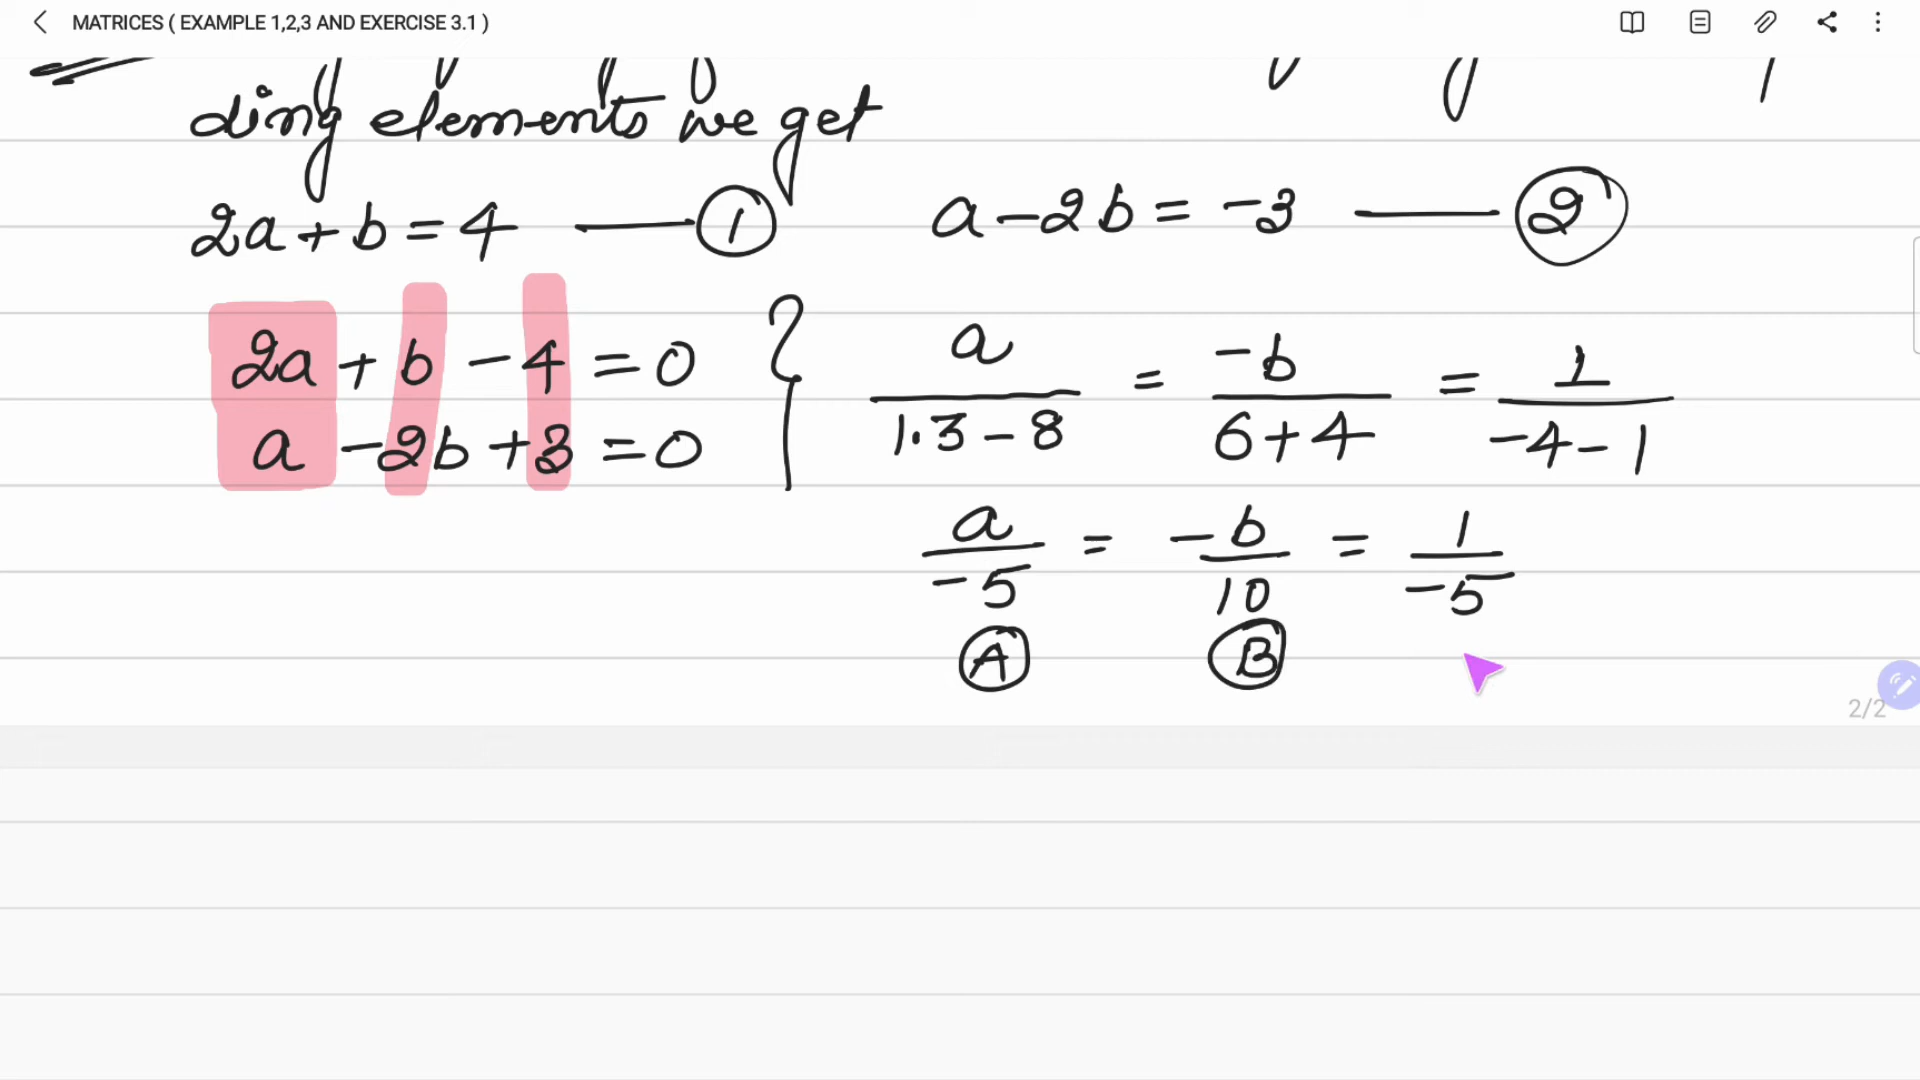 MATRICES ( EXAMPLE 1,2,3 AND EXERCISE 3.1 )
ding elements we get
2a+b=4 — ①
a-2b=-3 — ②
2a+b-4=0
a-2b+3=0
a/(1.3-8) = -b/(6+4) = 1/(-4-1)
a/-5 = -b/10 = 1/-5
Ⓐ Ⓑ
2/2